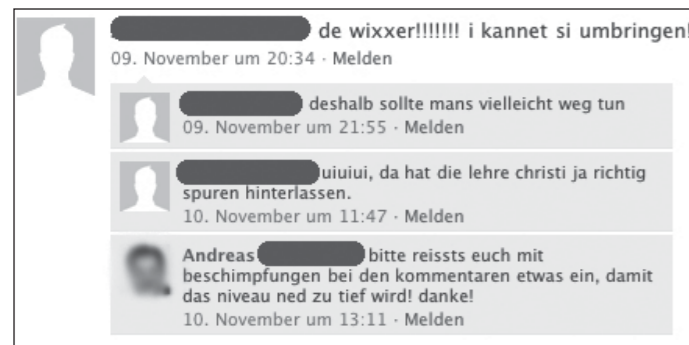 de wixxer!!!!!!! i kannet si umbringen!
09. November um 20:34 · Melden
deshalb sollte mans vielleicht weg tun
09. November um 21:55 · Melden
uiuiui, da hat die lehre christi ja richtig
spuren hinterlassen.
10. November um 11:47 · Melden
Andreas bitte reissts euch mit
beschimpfungen bei den kommentaren etwas ein, damit
das niveau ned zu tief wird! danke!
10. November um 13:11 · Melden